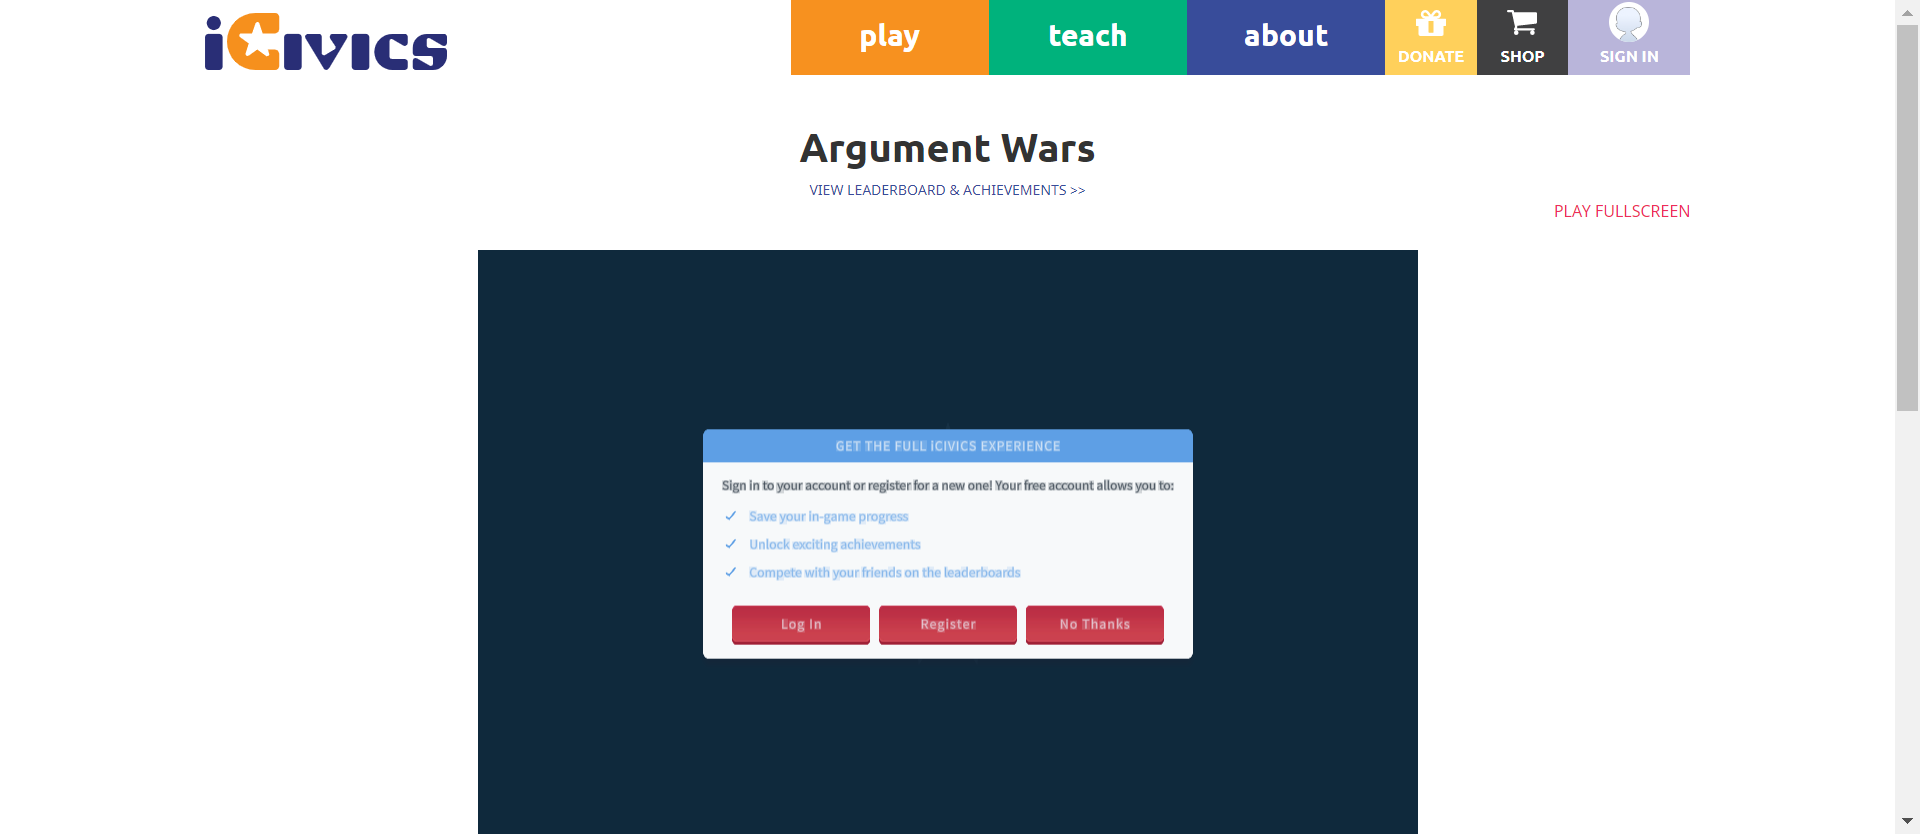 iCivics
play
teach
about
DONATE
SHOP
SIGN IN
Argument Wars
VIEW LEADERBOARD & ACHIEVEMENTS >>
PLAY FULLSCREEN
GET THE FULL iCIVICS EXPERIENCE
Sign in to your account or register for a new one! Your free account allows you to:
Save your in-game progress
Unlock exciting achievements
Compete with your friends on the leaderboards
Log In
Register
No Thanks